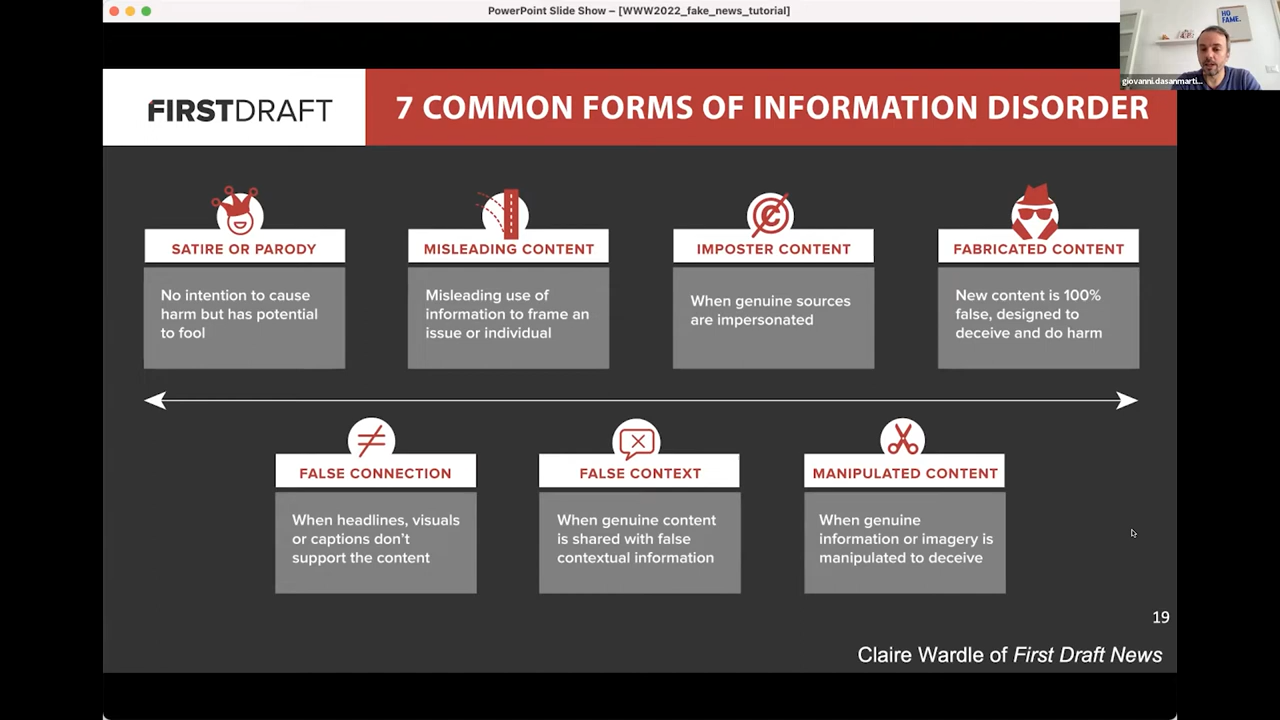 PowerPoint Slide Show – [WWW2022_fake_news_tutorial]
HO
FAME.
giovanni.dasanmarti...
FIRSTDRAFT
7 COMMON FORMS OF INFORMATION DISORDER
SATIRE OR PARODY
No intention to cause
harm but has potential
to fool
MISLEADING CONTENT
Misleading use of
information to frame an
issue or individual
IMPOSTER CONTENT
When genuine sources
are impersonated
FABRICATED CONTENT
New content is 100%
false, designed to
deceive and do harm
FALSE CONNECTION
When headlines, visuals
or captions don't
support the content
FALSE CONTEXT
When genuine content
is shared with false
contextual information
MANIPULATED CONTENT
When genuine
information or imagery is
manipulated to deceive
19
Claire Wardle of First Draft News